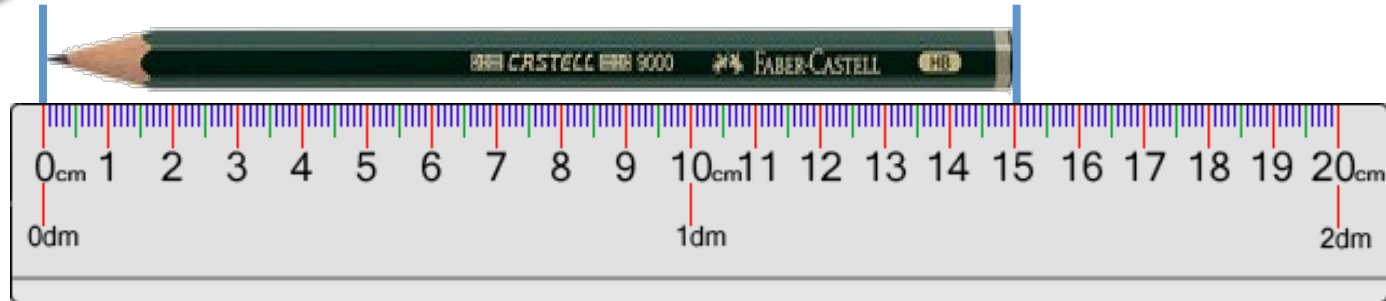 CASTELL 9000 FABER-CASTELL HB
0cm 1 2 3 4 5 6 7 8 9 10cm 11 12 13 14 15 16 17 18 19 20cm
0dm 1dm 2dm